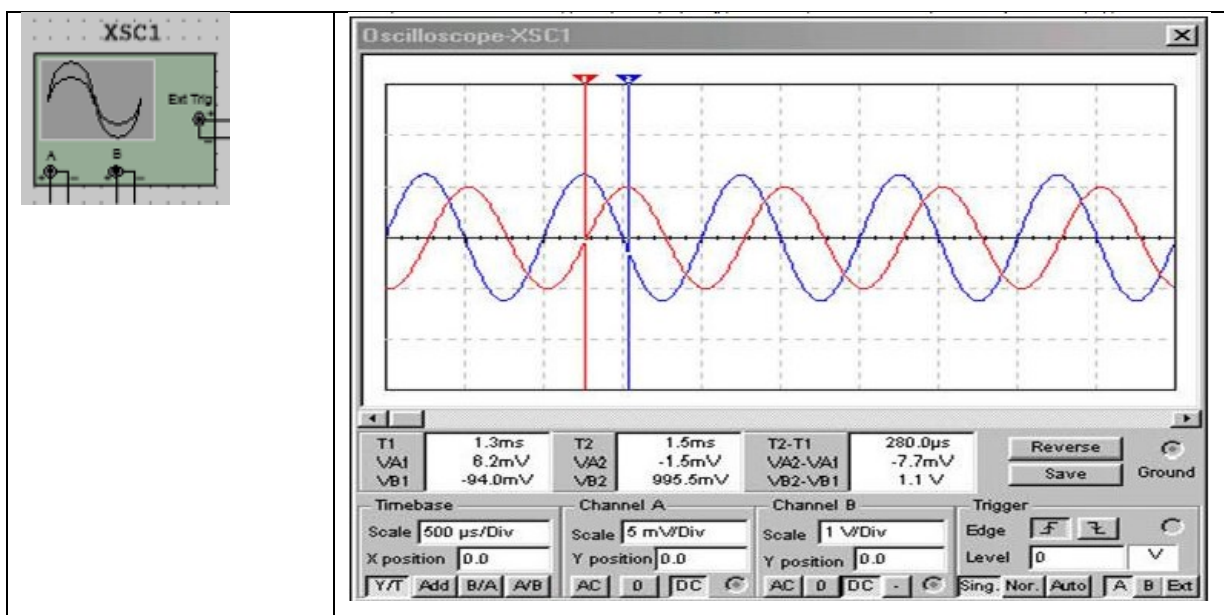 XSC1
Ext Trig
+
−
A B
+ − + −
Oscilloscope-XSC1
1 2
T1 1.3ms T2 1.5ms T2-T1 280.0µs Reverse
VA1 6.2mV VA2 -1.5mV VA2-VA1 -7.7mV Save Ground
VB1 -94.0mV VB2 995.5mV VB2-VB1 1.1 V
Timebase Channel A Channel B Trigger
Scale 500 µs/Div Scale 5 mV/Div Scale 1 V/Div Edge
X position 0.0 Y position 0.0 Y position 0.0 Level 0 V
Y/T Add B/A A/B AC 0 DC AC 0 DC - Sing. Nor. Auto A B Ext